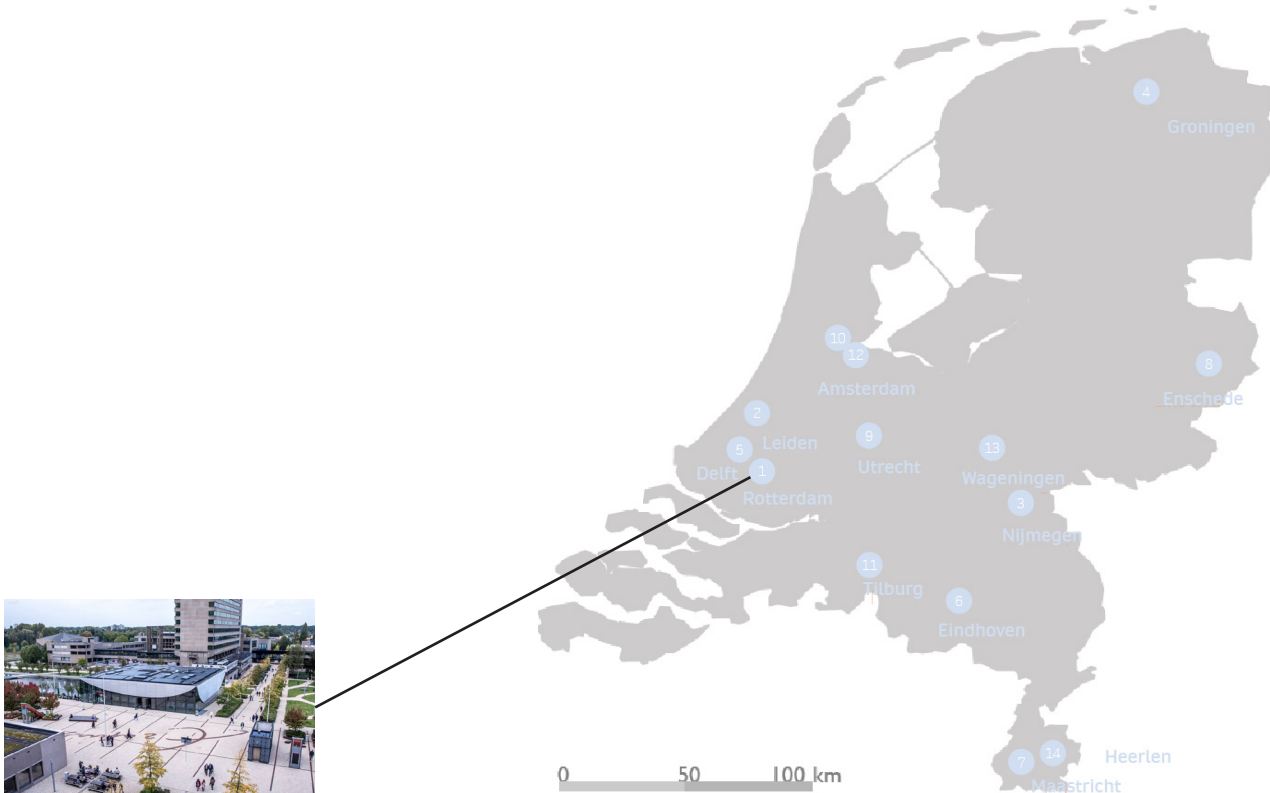 4
Groningen
10
12
Amsterdam
8
Enschede
2
Leiden
9
Utrecht
5
Delft
1
Rotterdam
13
Wageningen
3
Nijmegen
11
Tilburg
6
Eindhoven
14
Heerlen
7
Maastricht
0 50 100 km